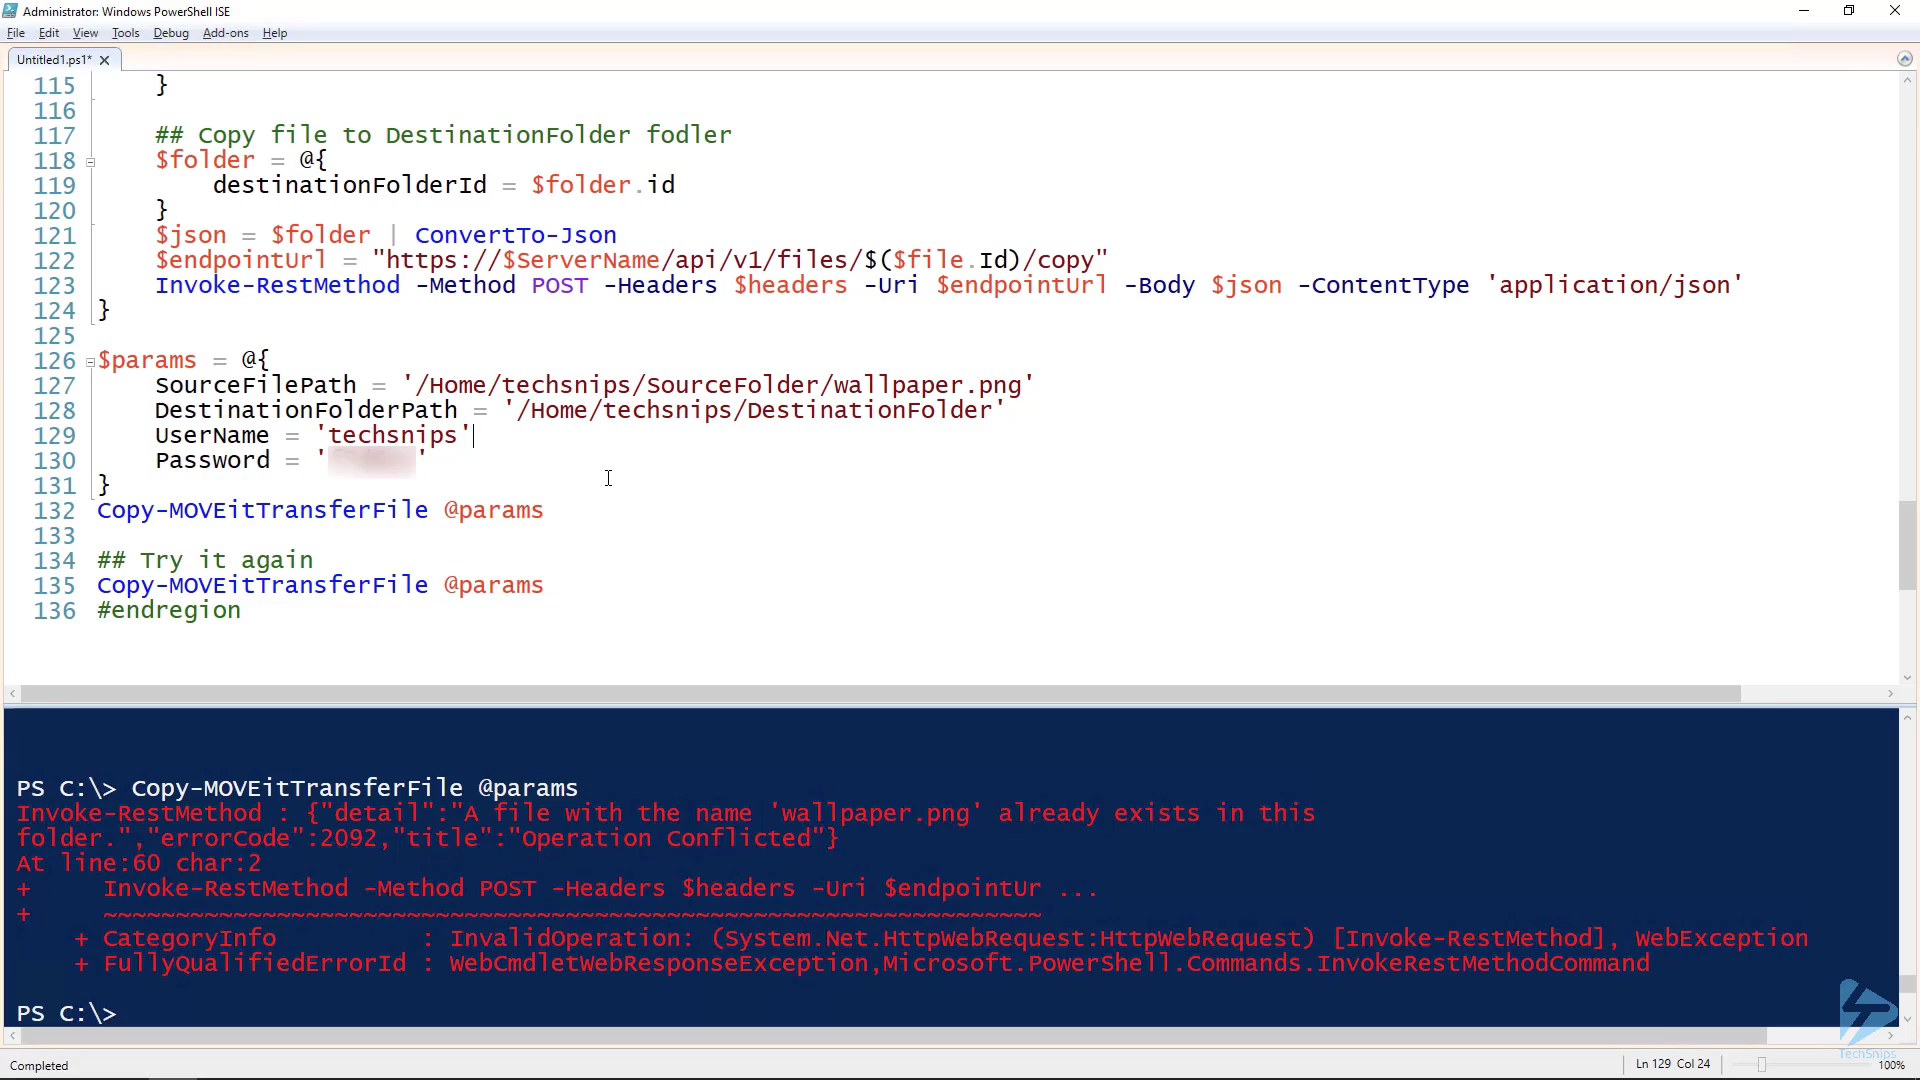 Administrator: Windows PowerShell ISE
File Edit View Tools Debug Add-ons Help
Untitled1.ps1*
115 }
116
117 ## Copy file to DestinationFolder fodler
118 $folder = @{
119 destinationFolderId = $folder.id
120 }
121 $json = $folder | ConvertTo-Json
122 $endpointUrl = "https://$ServerName/api/v1/files/$($file.Id)/copy"
123 Invoke-RestMethod -Method POST -Headers $headers -Uri $endpointUrl -Body $json -ContentType 'application/json'
124 }
125
126 $params = @{
127 SourceFilePath = '/Home/techsnips/SourceFolder/wallpaper.png'
128 DestinationFolderPath = '/Home/techsnips/DestinationFolder'
129 UserName = 'techsnips'
130 Password = ' '
131 }
132 Copy-MOVEitTransferFile @params
133
134 ## Try it again
135 Copy-MOVEitTransferFile @params
136 #endregion
PS C:\> Copy-MOVEitTransferFile @params
Invoke-RestMethod : {"detail":"A file with the name 'wallpaper.png' already exists in this
folder.","errorCode":2092,"title":"Operation Conflicted"}
At line:60 char:2
+ Invoke-RestMethod -Method POST -Headers $headers -Uri $endpointUr ...
+ ~~~~~~~~~~~~~~~~~~~~~~~~~~~~~~~~~~~~~~~~~~~~~~~~~~~~~~~~~~~~~~~~~
+ CategoryInfo : InvalidOperation: (System.Net.HttpWebRequest:HttpWebRequest) [Invoke-RestMethod], WebException
+ FullyQualifiedErrorId : WebCmdletWebResponseException,Microsoft.PowerShell.Commands.InvokeRestMethodCommand
PS C:\>
TechSnips
Completed Ln 129 Col 24 100%